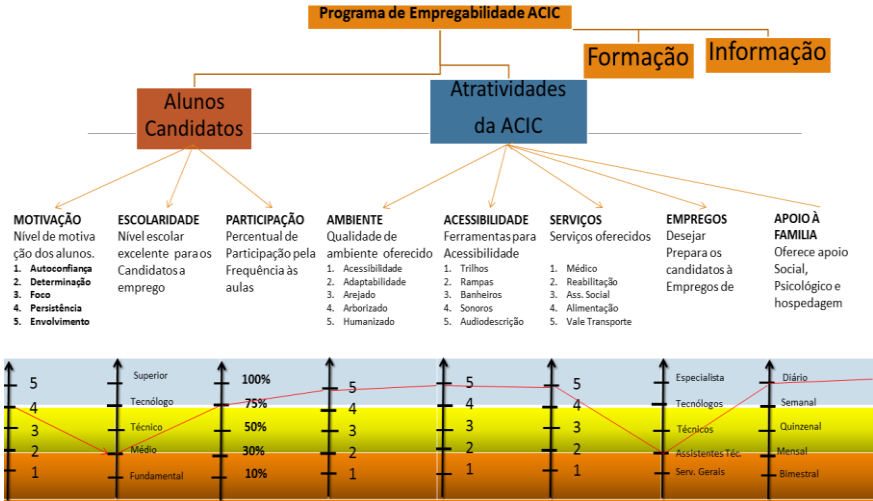 Programa de Empregabilidade ACIC
Formação
Informação
Alunos
Candidatos
Atratividades
da ACIC
MOTIVAÇÃO
Nível de motiva
ção dos alunos.
1. Autoconfiança
2. Determinação
3. Foco
4. Persistência
5. Envolvimento
ESCOLARIDADE
Nível escolar
excelente para os
Candidatos a
emprego
PARTICIPAÇÃO
Percentual de
Participação pela
Frequência às
aulas
AMBIENTE
Qualidade de
ambiente oferecido
1. Acessibilidade
2. Adaptabilidade
3. Arejado
4. Arborizado
5. Humanizado
ACESSIBILIDADE
Ferramentas para
Acessibilidade
1. Trilhos
2. Rampas
3. Banheiros
4. Sonoros
5. Audiodescrição
SERVIÇOS
Serviços oferecidos
1. Médico
2. Reabilitação
3. Ass. Social
4. Alimentação
5. Vale Transporte
EMPREGOS
Desejar
Prepara os
candidatos à
Empregos de
APOIO À
FAMILIA
Oferece apoio
Social,
Psicológico e
hospedagem
5
4
3
2
1
Superior
Tecnólogo
Técnico
Médio
Fundamental
100%
75%
50%
30%
10%
5
4
3
2
1
5
4
3
2
1
5
4
3
2
1
Especialista
Tecnólogos
Técnicos
Assistentes Téc.
Serv. Gerais
Diário
Semanal
Quinzenal
Mensal
Bimestral